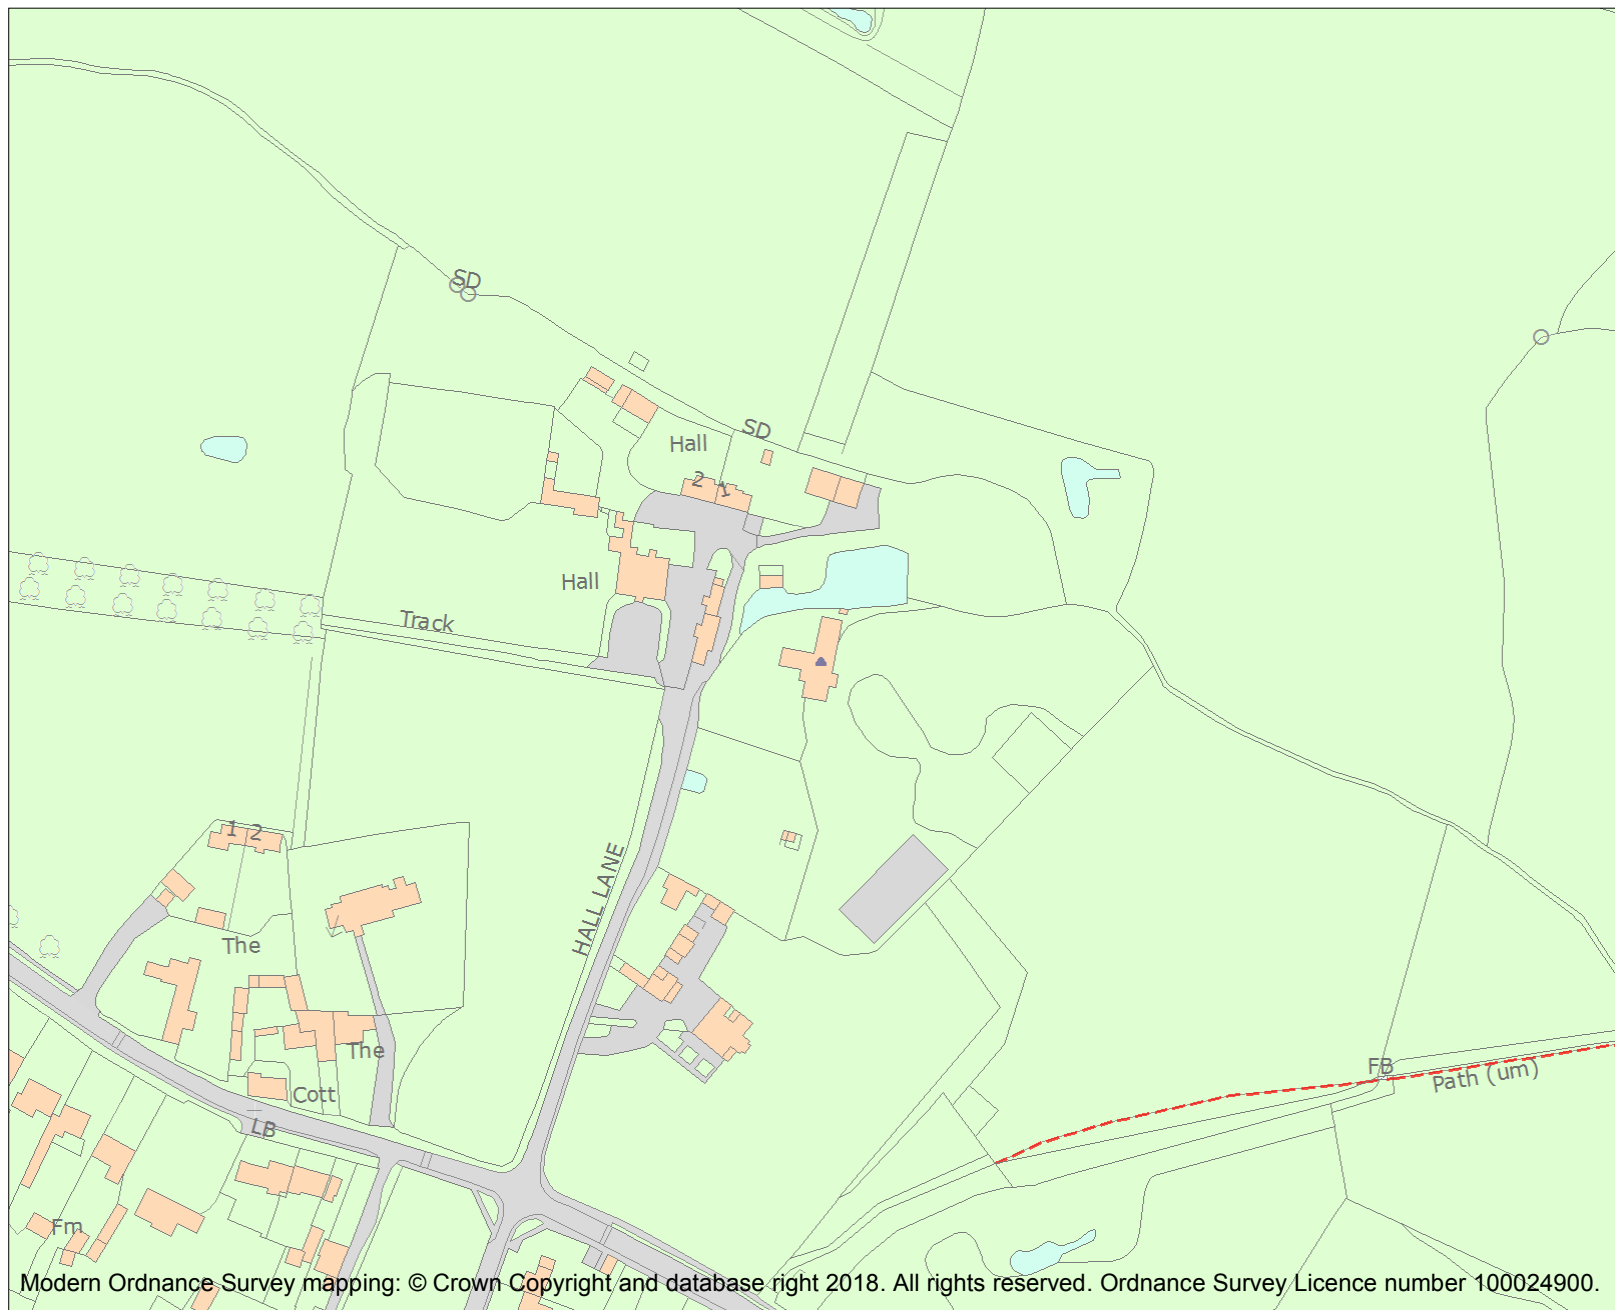 SD
SD
Hall
2 1
Hall
Track
1 2
HALL LANE
The
The
Cott
LB
FB
Path (um)
Fm
Modern Ordnance Survey mapping: © Crown Copyright and database right 2018. All rights reserved. Ordnance Survey Licence number 100024900.